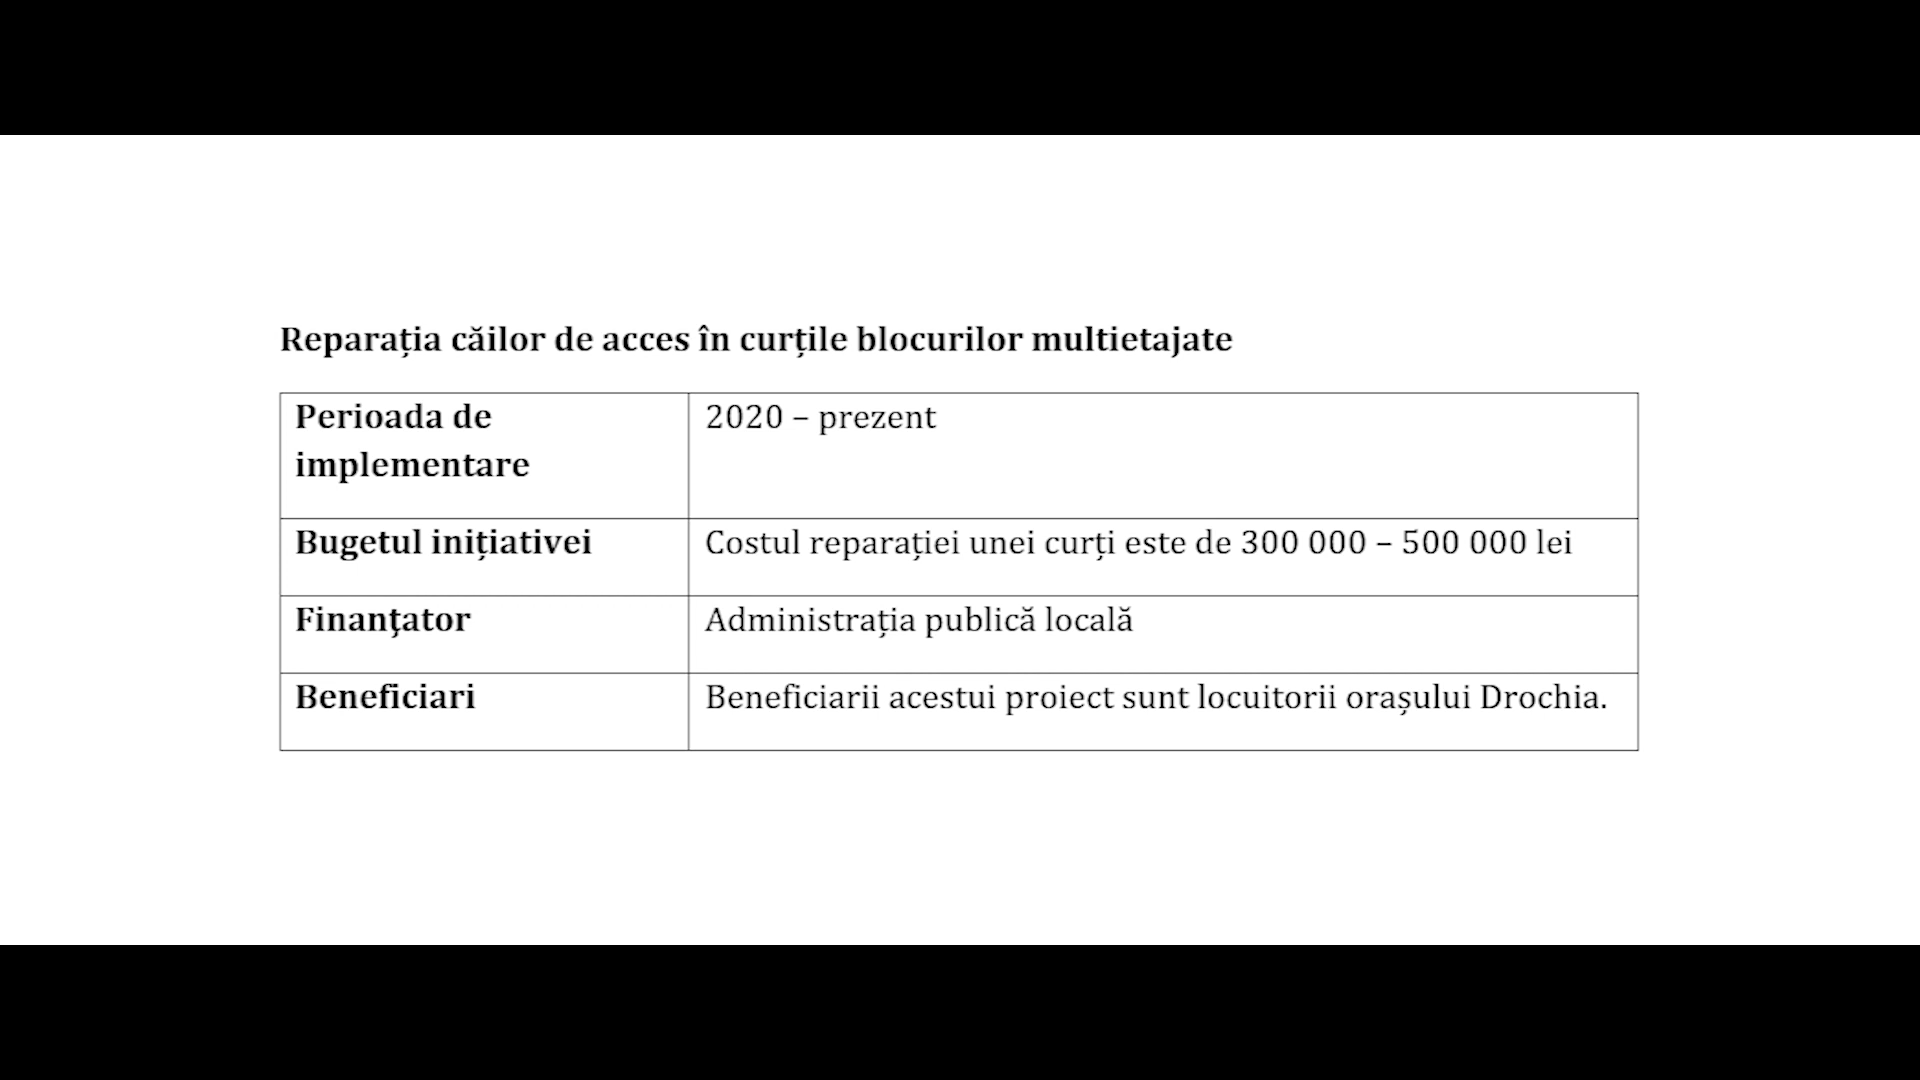 Reparația căilor de acces în curțile blocurilor multietajate
Perioada de
implementare
2020 – prezent
Bugetul inițiativei
Costul reparației unei curți este de 300 000 – 500 000 lei
Finanţator
Administrația publică locală
Beneficiari
Beneficiarii acestui proiect sunt locuitorii orașului Drochia.